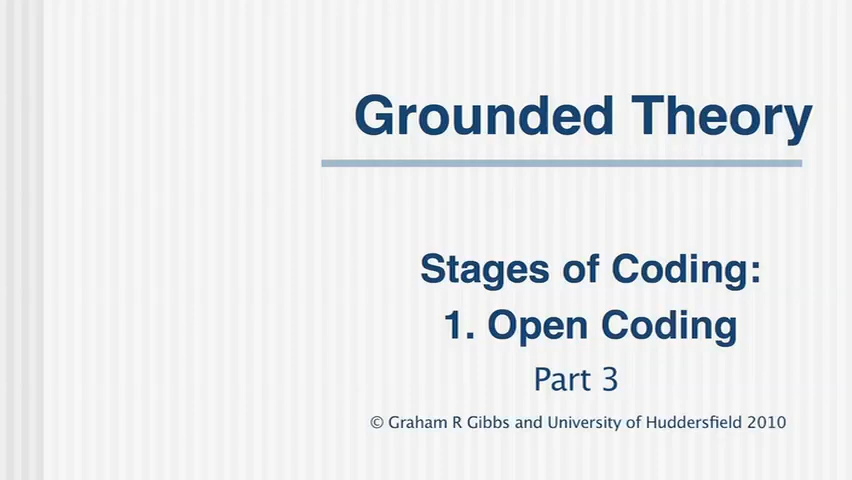 Grounded Theory
Stages of Coding:
1. Open Coding
Part 3
© Graham R Gibbs and University of Huddersfield 2010